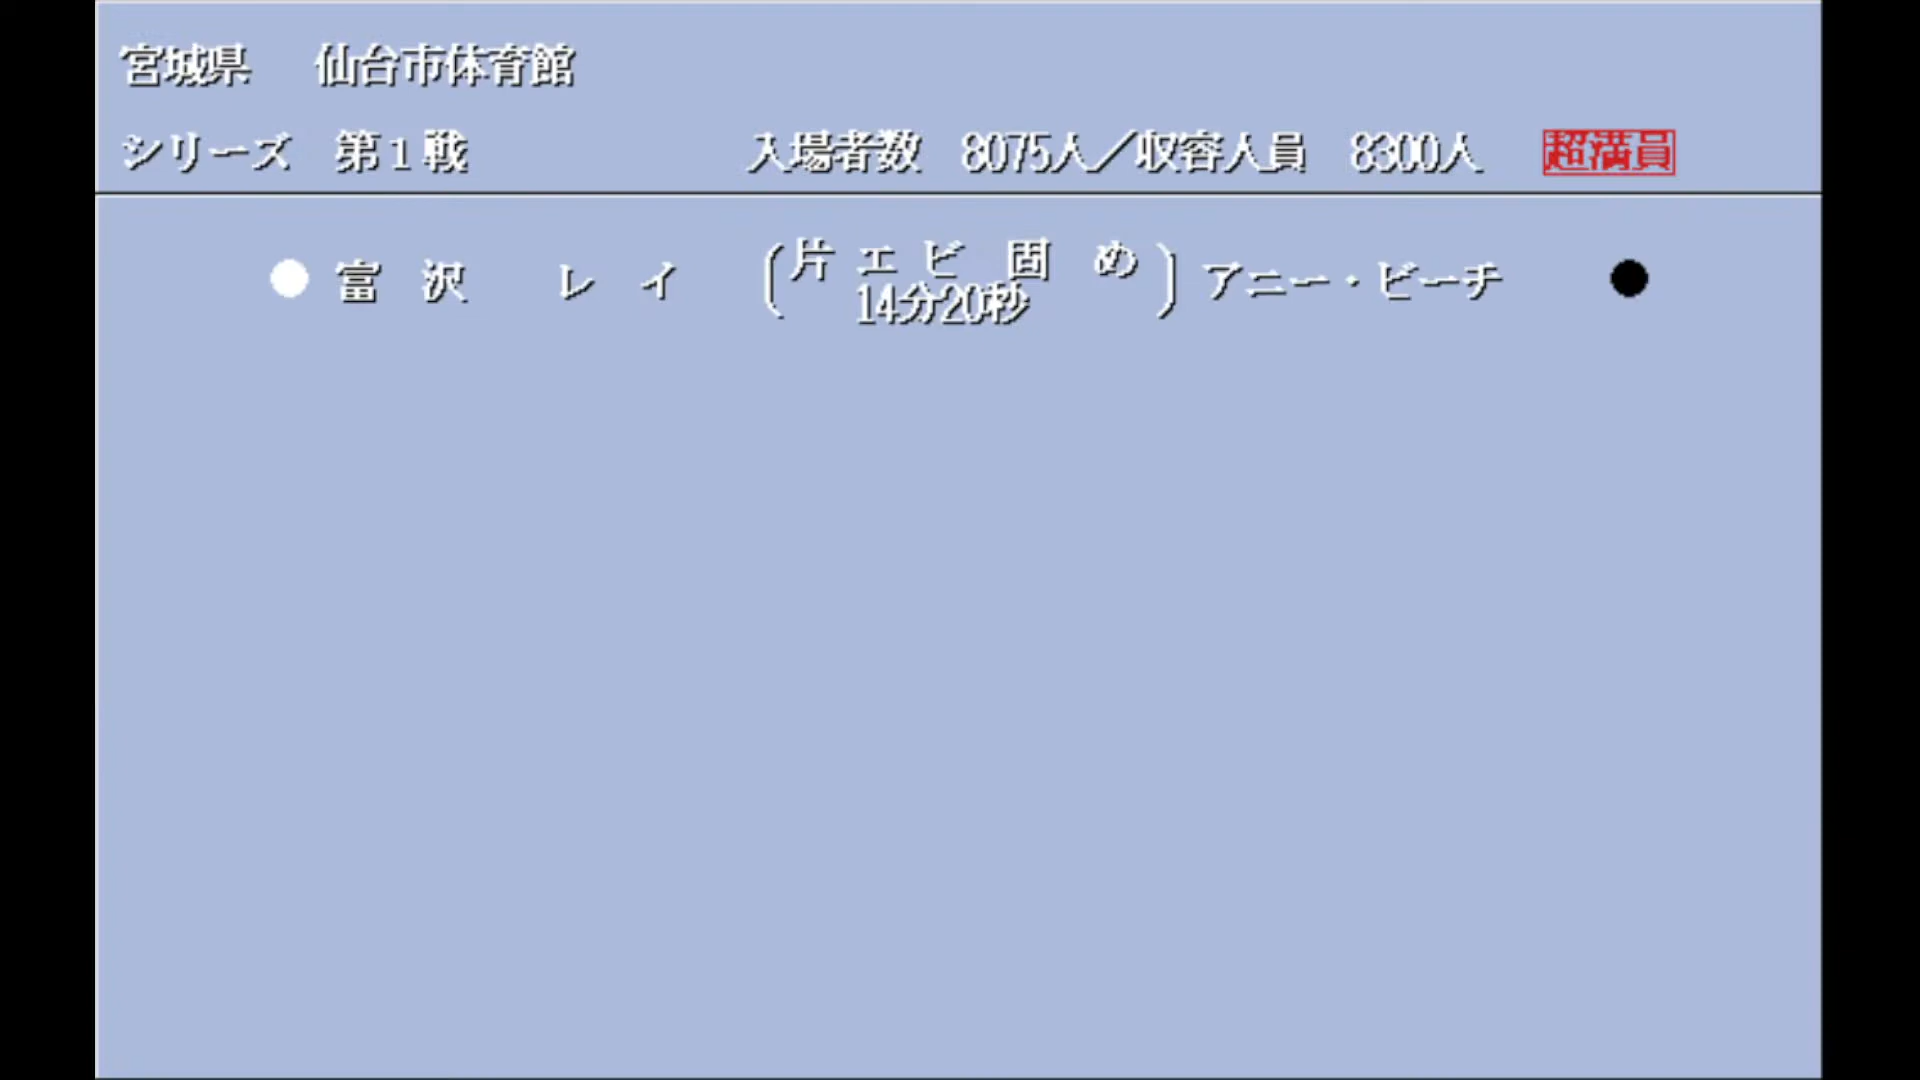 宮城県　仙台市体育館
シリーズ　第１戦　入場者数　8075人／収容人員　8300人　超満員
富沢　レイ　(片エビ固め　14分20秒)　アニー・ビーチ